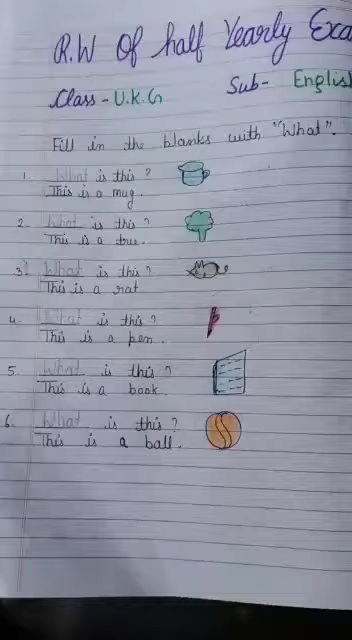 R.W Of half Yearly Exa
Class - U.K.G Sub- English
Fill in the blanks with "What".
1. What is this?
This is a mug.
2. What is this?
This is a tree.
3. What is this?
This is a rat
4. What is this?
This is a pen.
5. What is this?
This is a book.
6. What is this?
This is a ball.